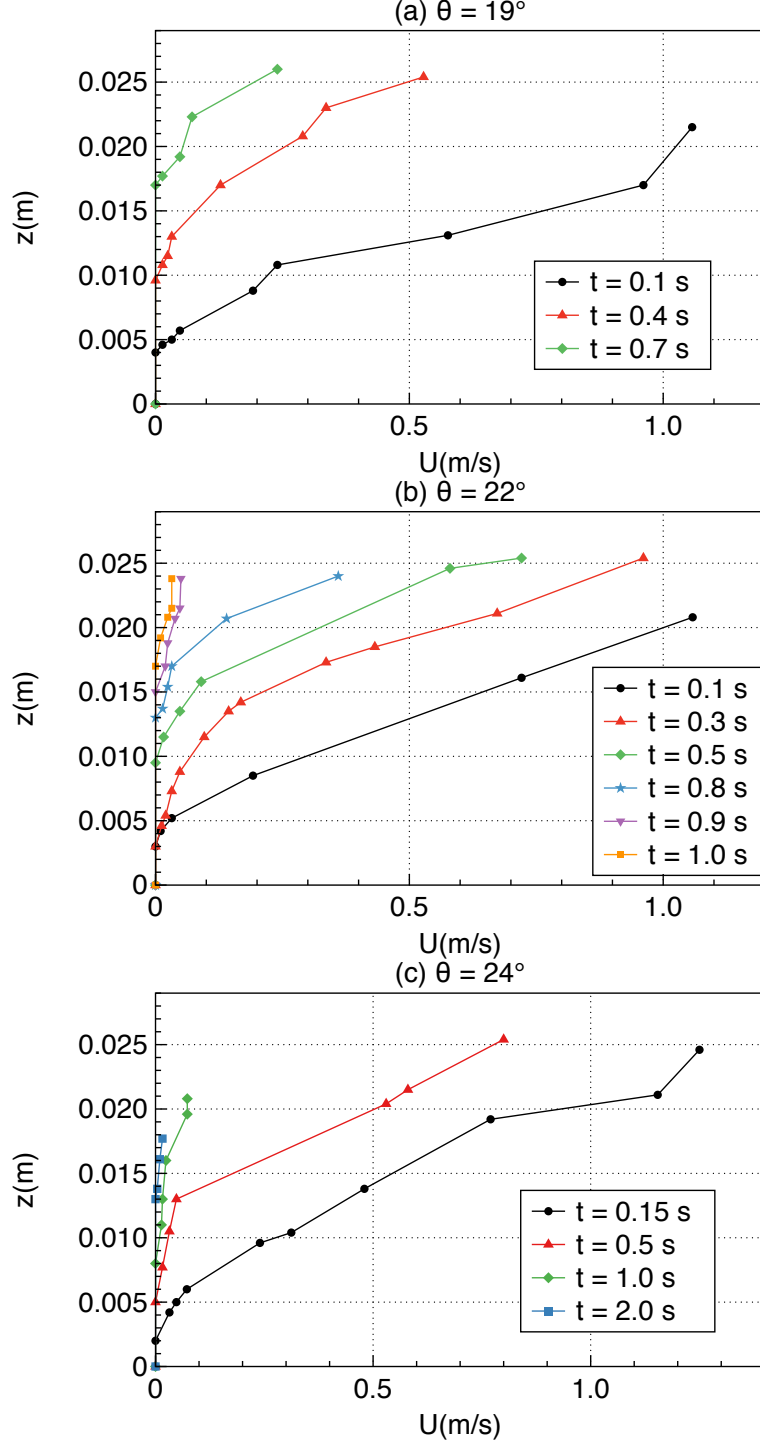 (a) θ = 19°
0.025
0.020
0.015
0.010
0.005
0
z(m)
t = 0.1 s
t = 0.4 s
t = 0.7 s
0 0.5 1.0
U(m/s)
(b) θ = 22°
0.025
0.020
0.015
0.010
0.005
0
z(m)
t = 0.1 s
t = 0.3 s
t = 0.5 s
t = 0.8 s
t = 0.9 s
t = 1.0 s
0 0.5 1.0
U(m/s)
(c) θ = 24°
0.025
0.020
0.015
0.010
0.005
0
z(m)
t = 0.15 s
t = 0.5 s
t = 1.0 s
t = 2.0 s
0 0.5 1.0
U(m/s)